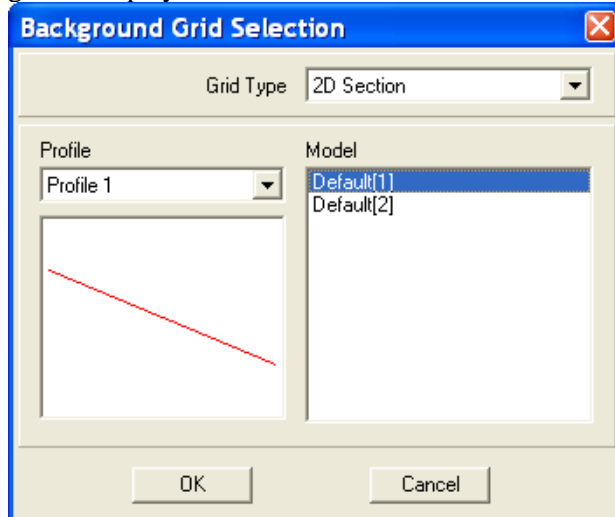 Background Grid Selection
Grid Type 2D Section
Profile
Model
Profile 1
Default[1]
Default[2]
OK
Cancel